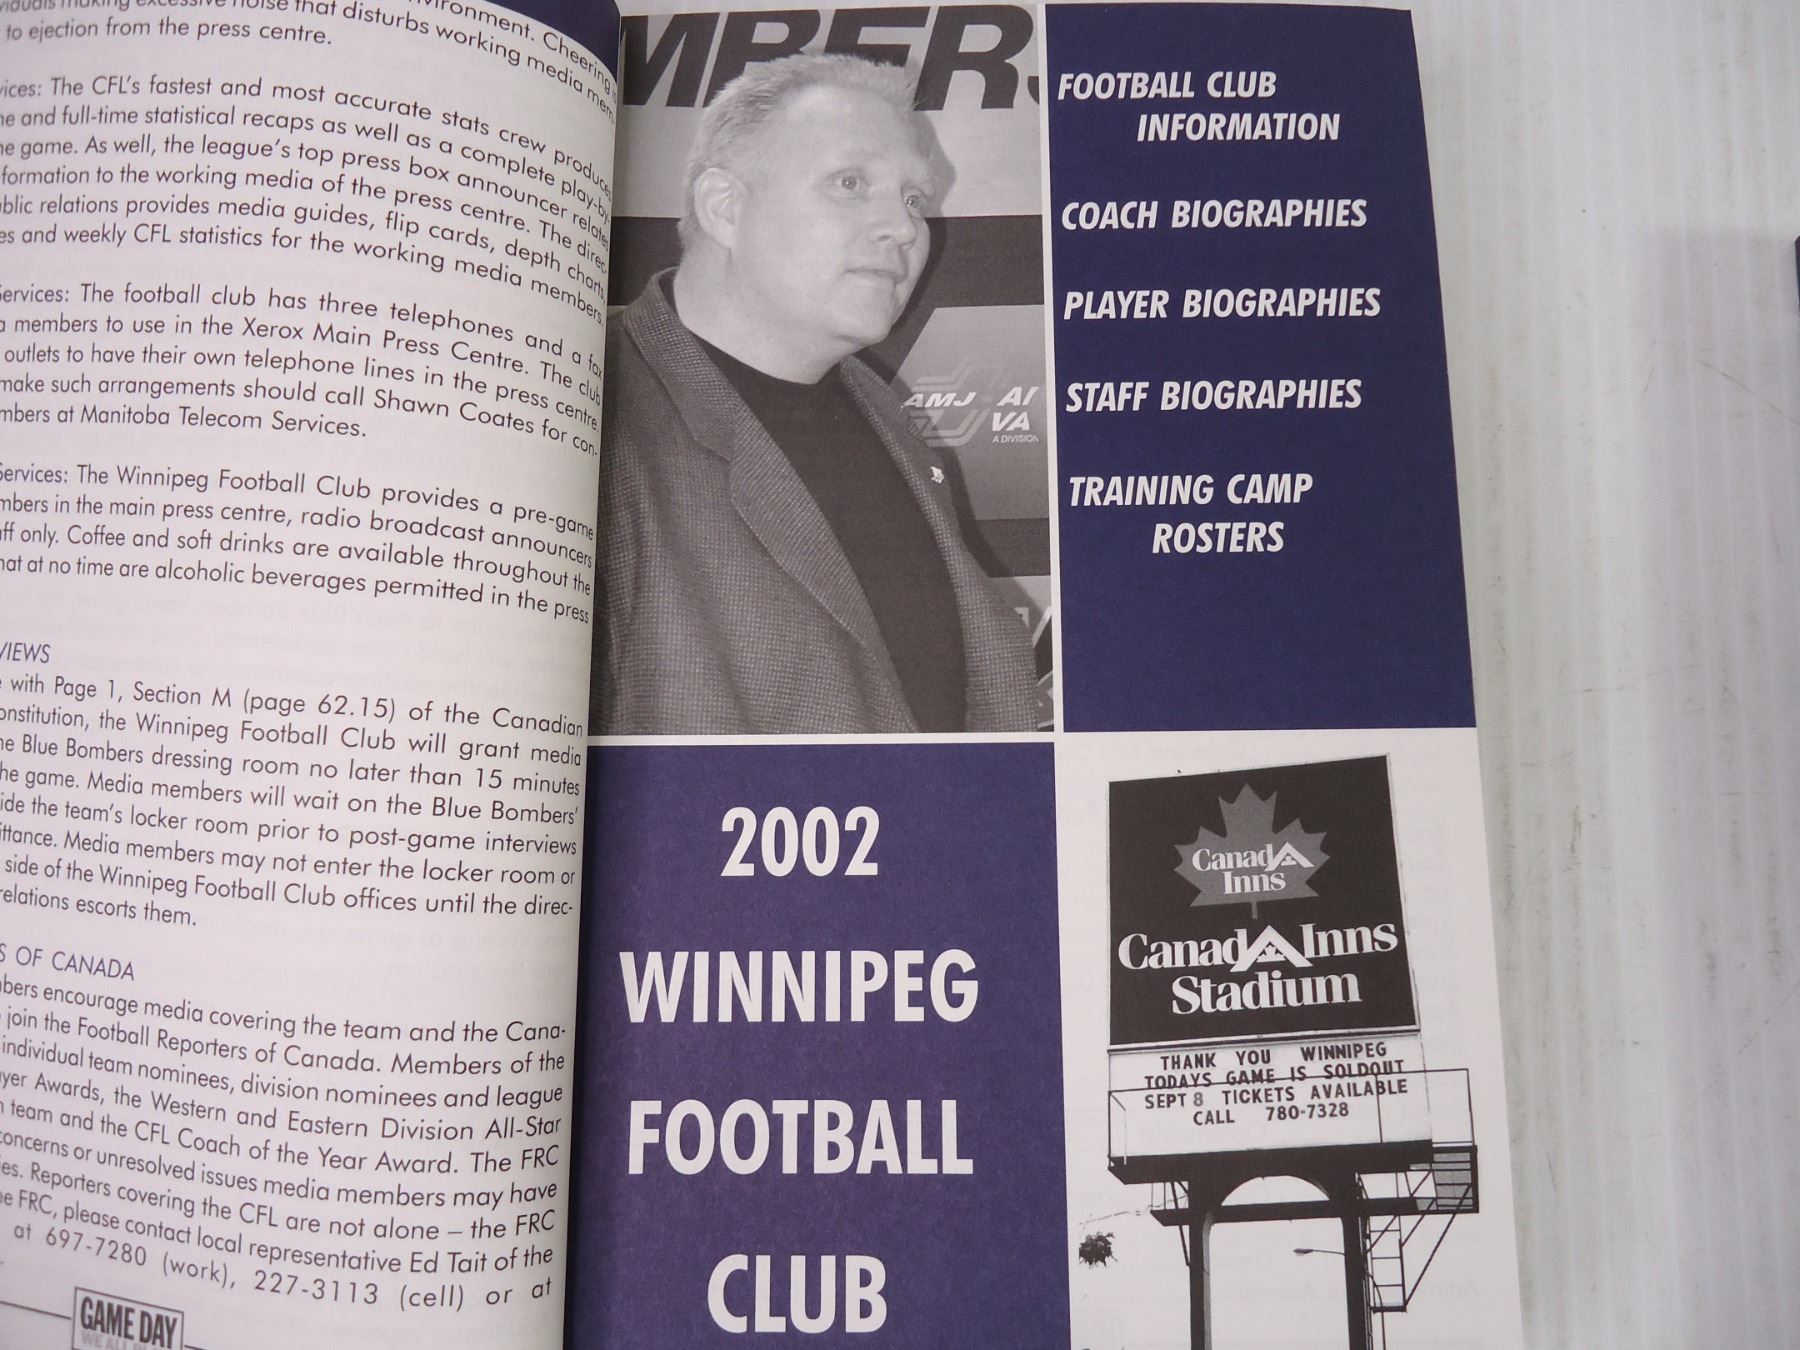 vironment. Cheering
viduals making excessive noise that disturbs working media mem
to ejection from the press centre.
ices: The CFL's fastest and most accurate stats crew produces
and full-time statistical recaps as well as a complete play-by-
game. As well, the league's top press box announcer relates
formation to the working media of the press centre. The direc-
blic relations provides media guides, flip cards, depth charts,
es and weekly CFL statistics for the working media members.
Services: The football club has three telephones and a fax
members to use in the Xerox Main Press Centre. The club
outlets to have their own telephone lines in the press centre.
make such arrangements should call Shawn Coates for con-
mbers at Manitoba Telecom Services.
Services: The Winnipeg Football Club provides a pre-game
mbers in the main press centre, radio broadcast announcers
ff only. Coffee and soft drinks are available throughout the
hat at no time are alcoholic beverages permitted in the press
VIEWS
with Page 1, Section M (page 62.15) of the Canadian
onstitution, the Winnipeg Football Club will grant media
he Blue Bombers dressing room no later than 15 minutes
he game. Media members will wait on the Blue Bombers'
ide the team's locker room prior to post-game interviews
ittance. Media members may not enter the locker room or
side of the Winnipeg Football Club offices until the direc-
relations escorts them.
S OF CANADA
bers encourage media covering the team and the Cana-
join the Football Reporters of Canada. Members of the
individual team nominees, division nominees and league
yer Awards, the Western and Eastern Division All-Star
team and the CFL Coach of the Year Award. The FRC
concerns or unresolved issues media members may have
ies. Reporters covering the CFL are not alone – the FRC
he FRC, please contact local representative Ed Tait of the
at 697-7280 (work), 227-3113 (cell) or at
GAME DAY
MBERS
AMJ
AI
VA
A DIVISION
FOOTBALL CLUB
INFORMATION
COACH BIOGRAPHIES
PLAYER BIOGRAPHIES
STAFF BIOGRAPHIES
TRAINING CAMP
ROSTERS
2002
WINNIPEG
FOOTBALL
CLUB
Canad Inns
Canad Inns
Stadium
THANK YOU WINNIPEG
TODAYS GAME IS SOLDOUT
SEPT 8 TICKETS AVAILABLE
CALL 780-7328